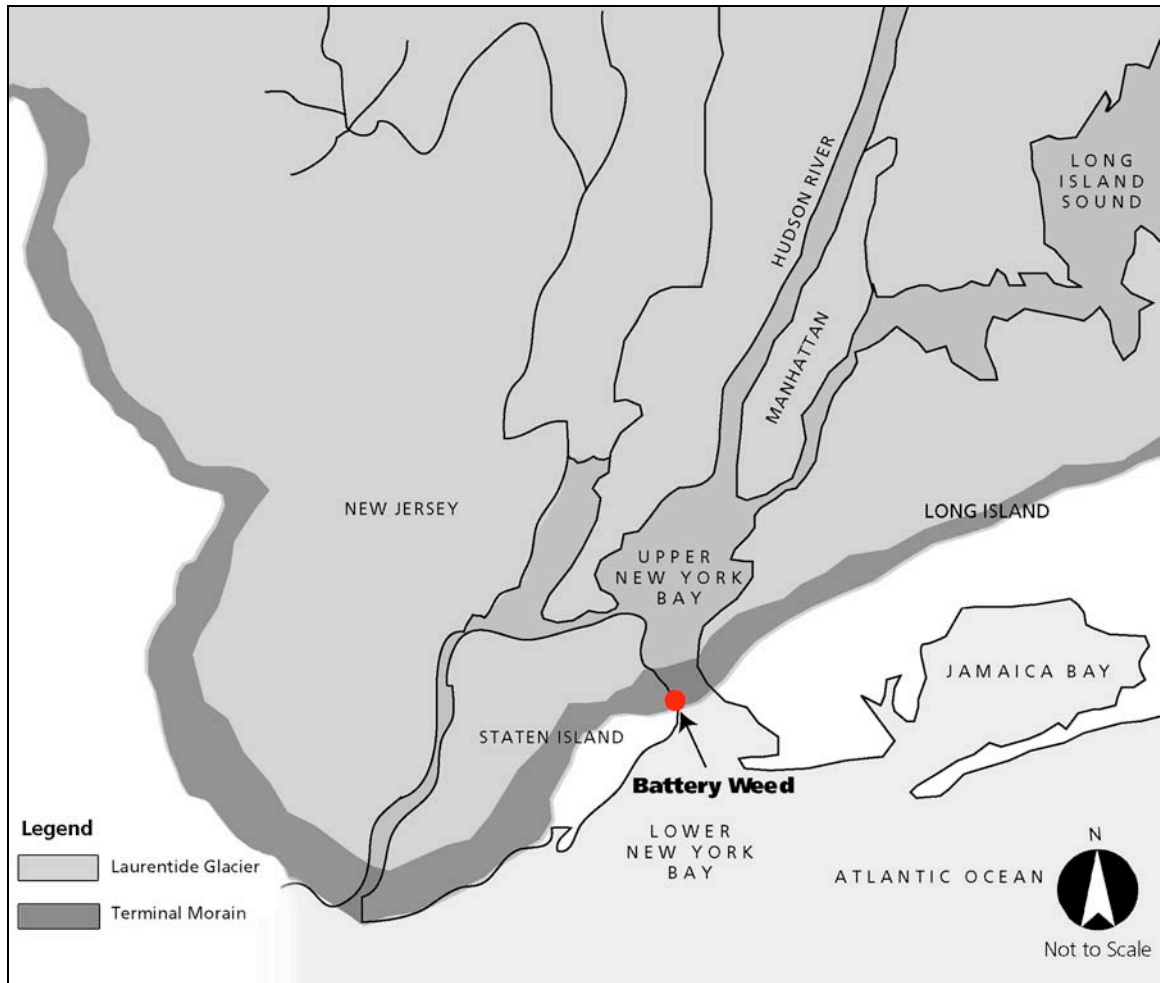 HUDSON RIVER
LONG
ISLAND
SOUND
MANHATTAN
NEW JERSEY
LONG ISLAND
UPPER
NEW YORK
BAY
JAMAICA BAY
STATEN ISLAND
Battery Weed
LOWER
NEW YORK
BAY
ATLANTIC OCEAN
N
Not to Scale
Legend
Laurentide Glacier
Terminal Morain